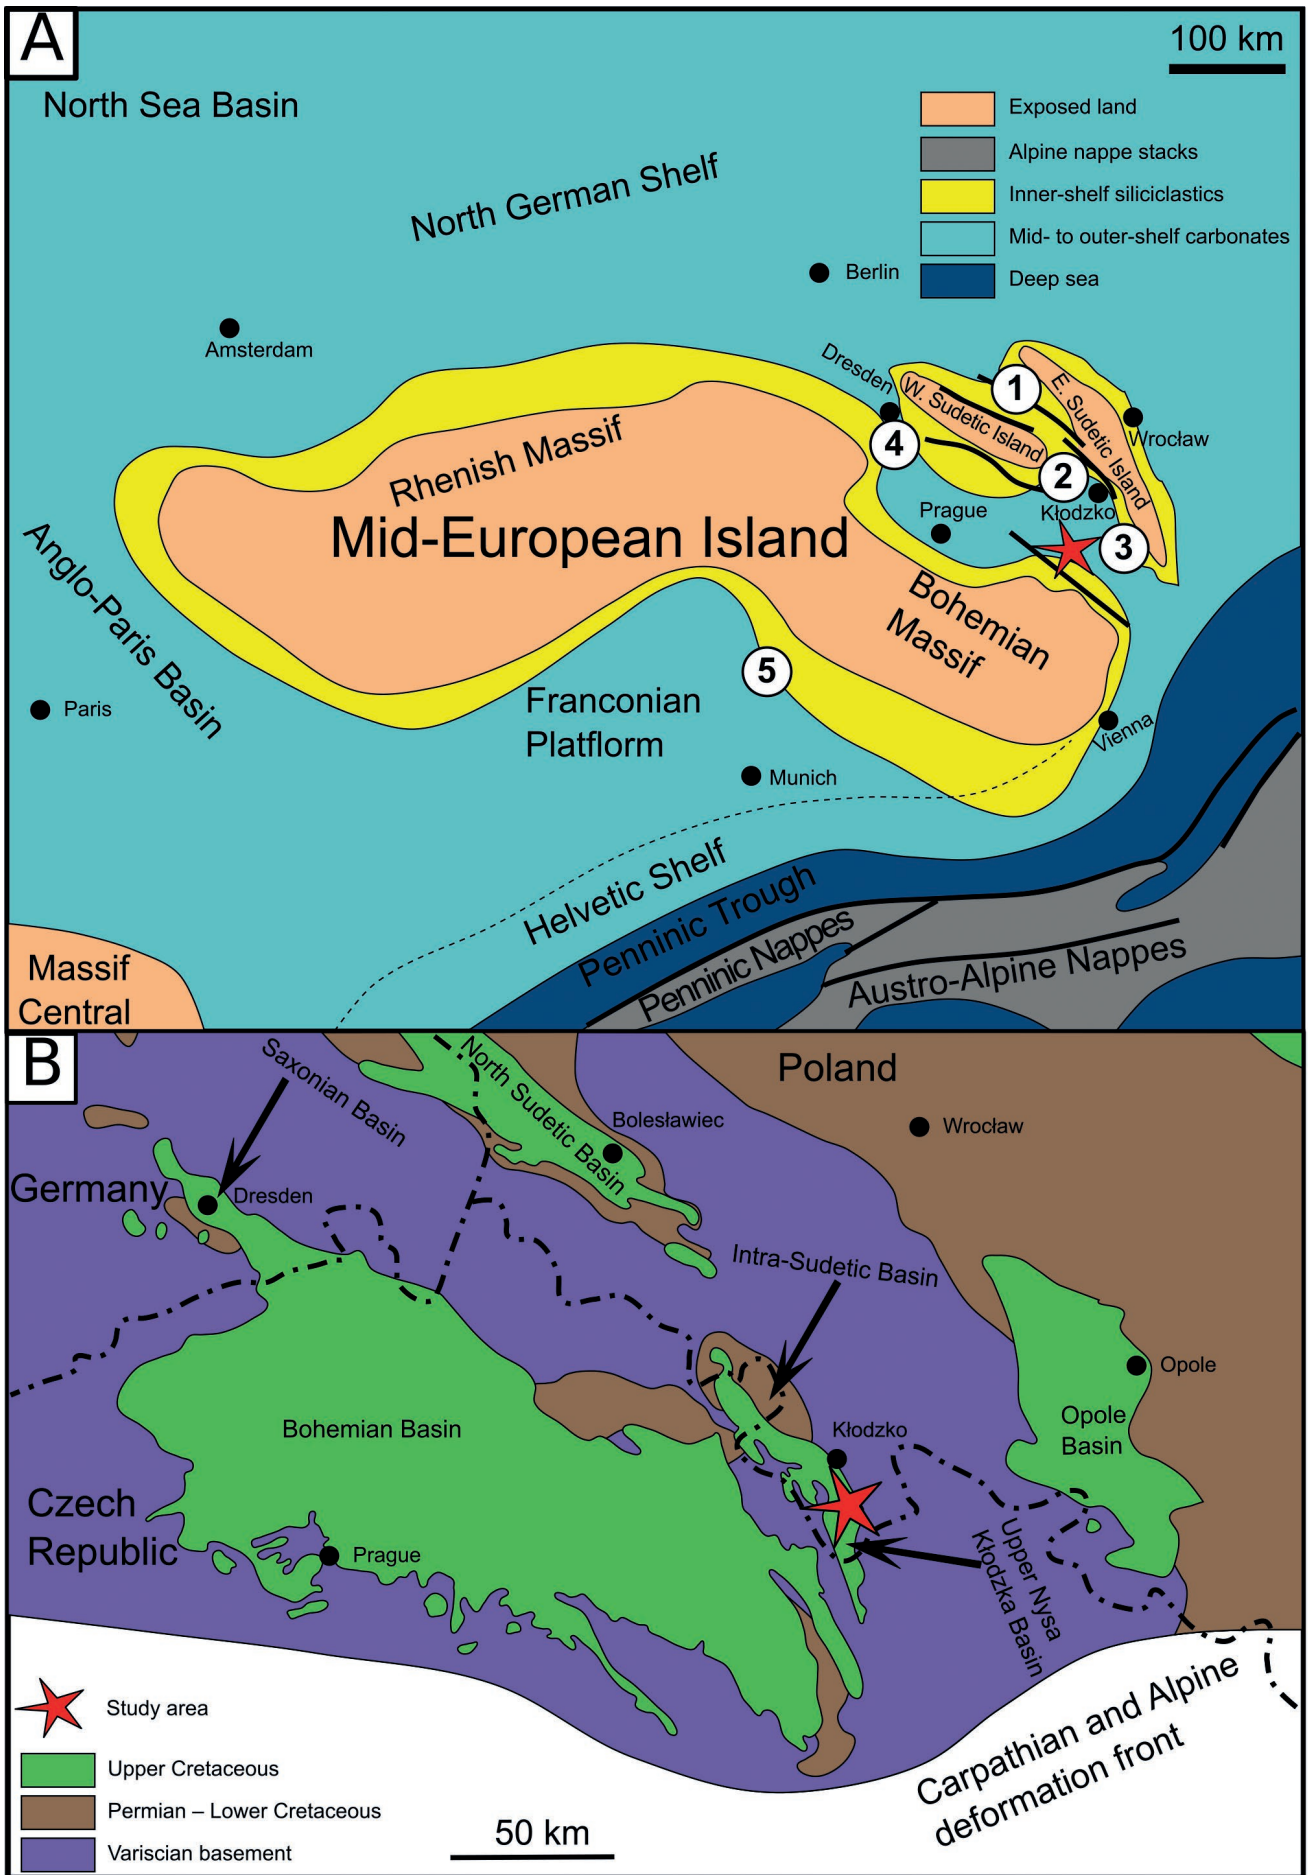 A
100 km
North Sea Basin
Exposed land
Alpine nappe stacks
Inner-shelf siliciclastics
Mid- to outer-shelf carbonates
Deep sea
North German Shelf
Berlin
Amsterdam
Dresden
1
W. Sudetic Island
E. Sudetic Island
Wrocław
4
2
Rhenish Massif
Prague
Kłodzko
Mid-European Island
3
Anglo-Paris Basin
Bohemian
Massif
5
Franconian
Platflorm
Paris
Vienna
Munich
Helvetic Shelf
Penninic Trough
Penninic Nappes
Austro-Alpine Nappes
Massif
Central
B
Saxonian Basin
North Sudetic Basin
Poland
Bolesławiec
Wrocław
Germany
Dresden
Intra-Sudetic Basin
Opole
Opole
Basin
Bohemian Basin
Kłodzko
Czech
Republic
Prague
Upper Nysa
Kłodzka Basin
Carpathian and Alpine
deformation front
Study area
Upper Cretaceous
Permian – Lower Cretaceous
Variscian basement
50 km